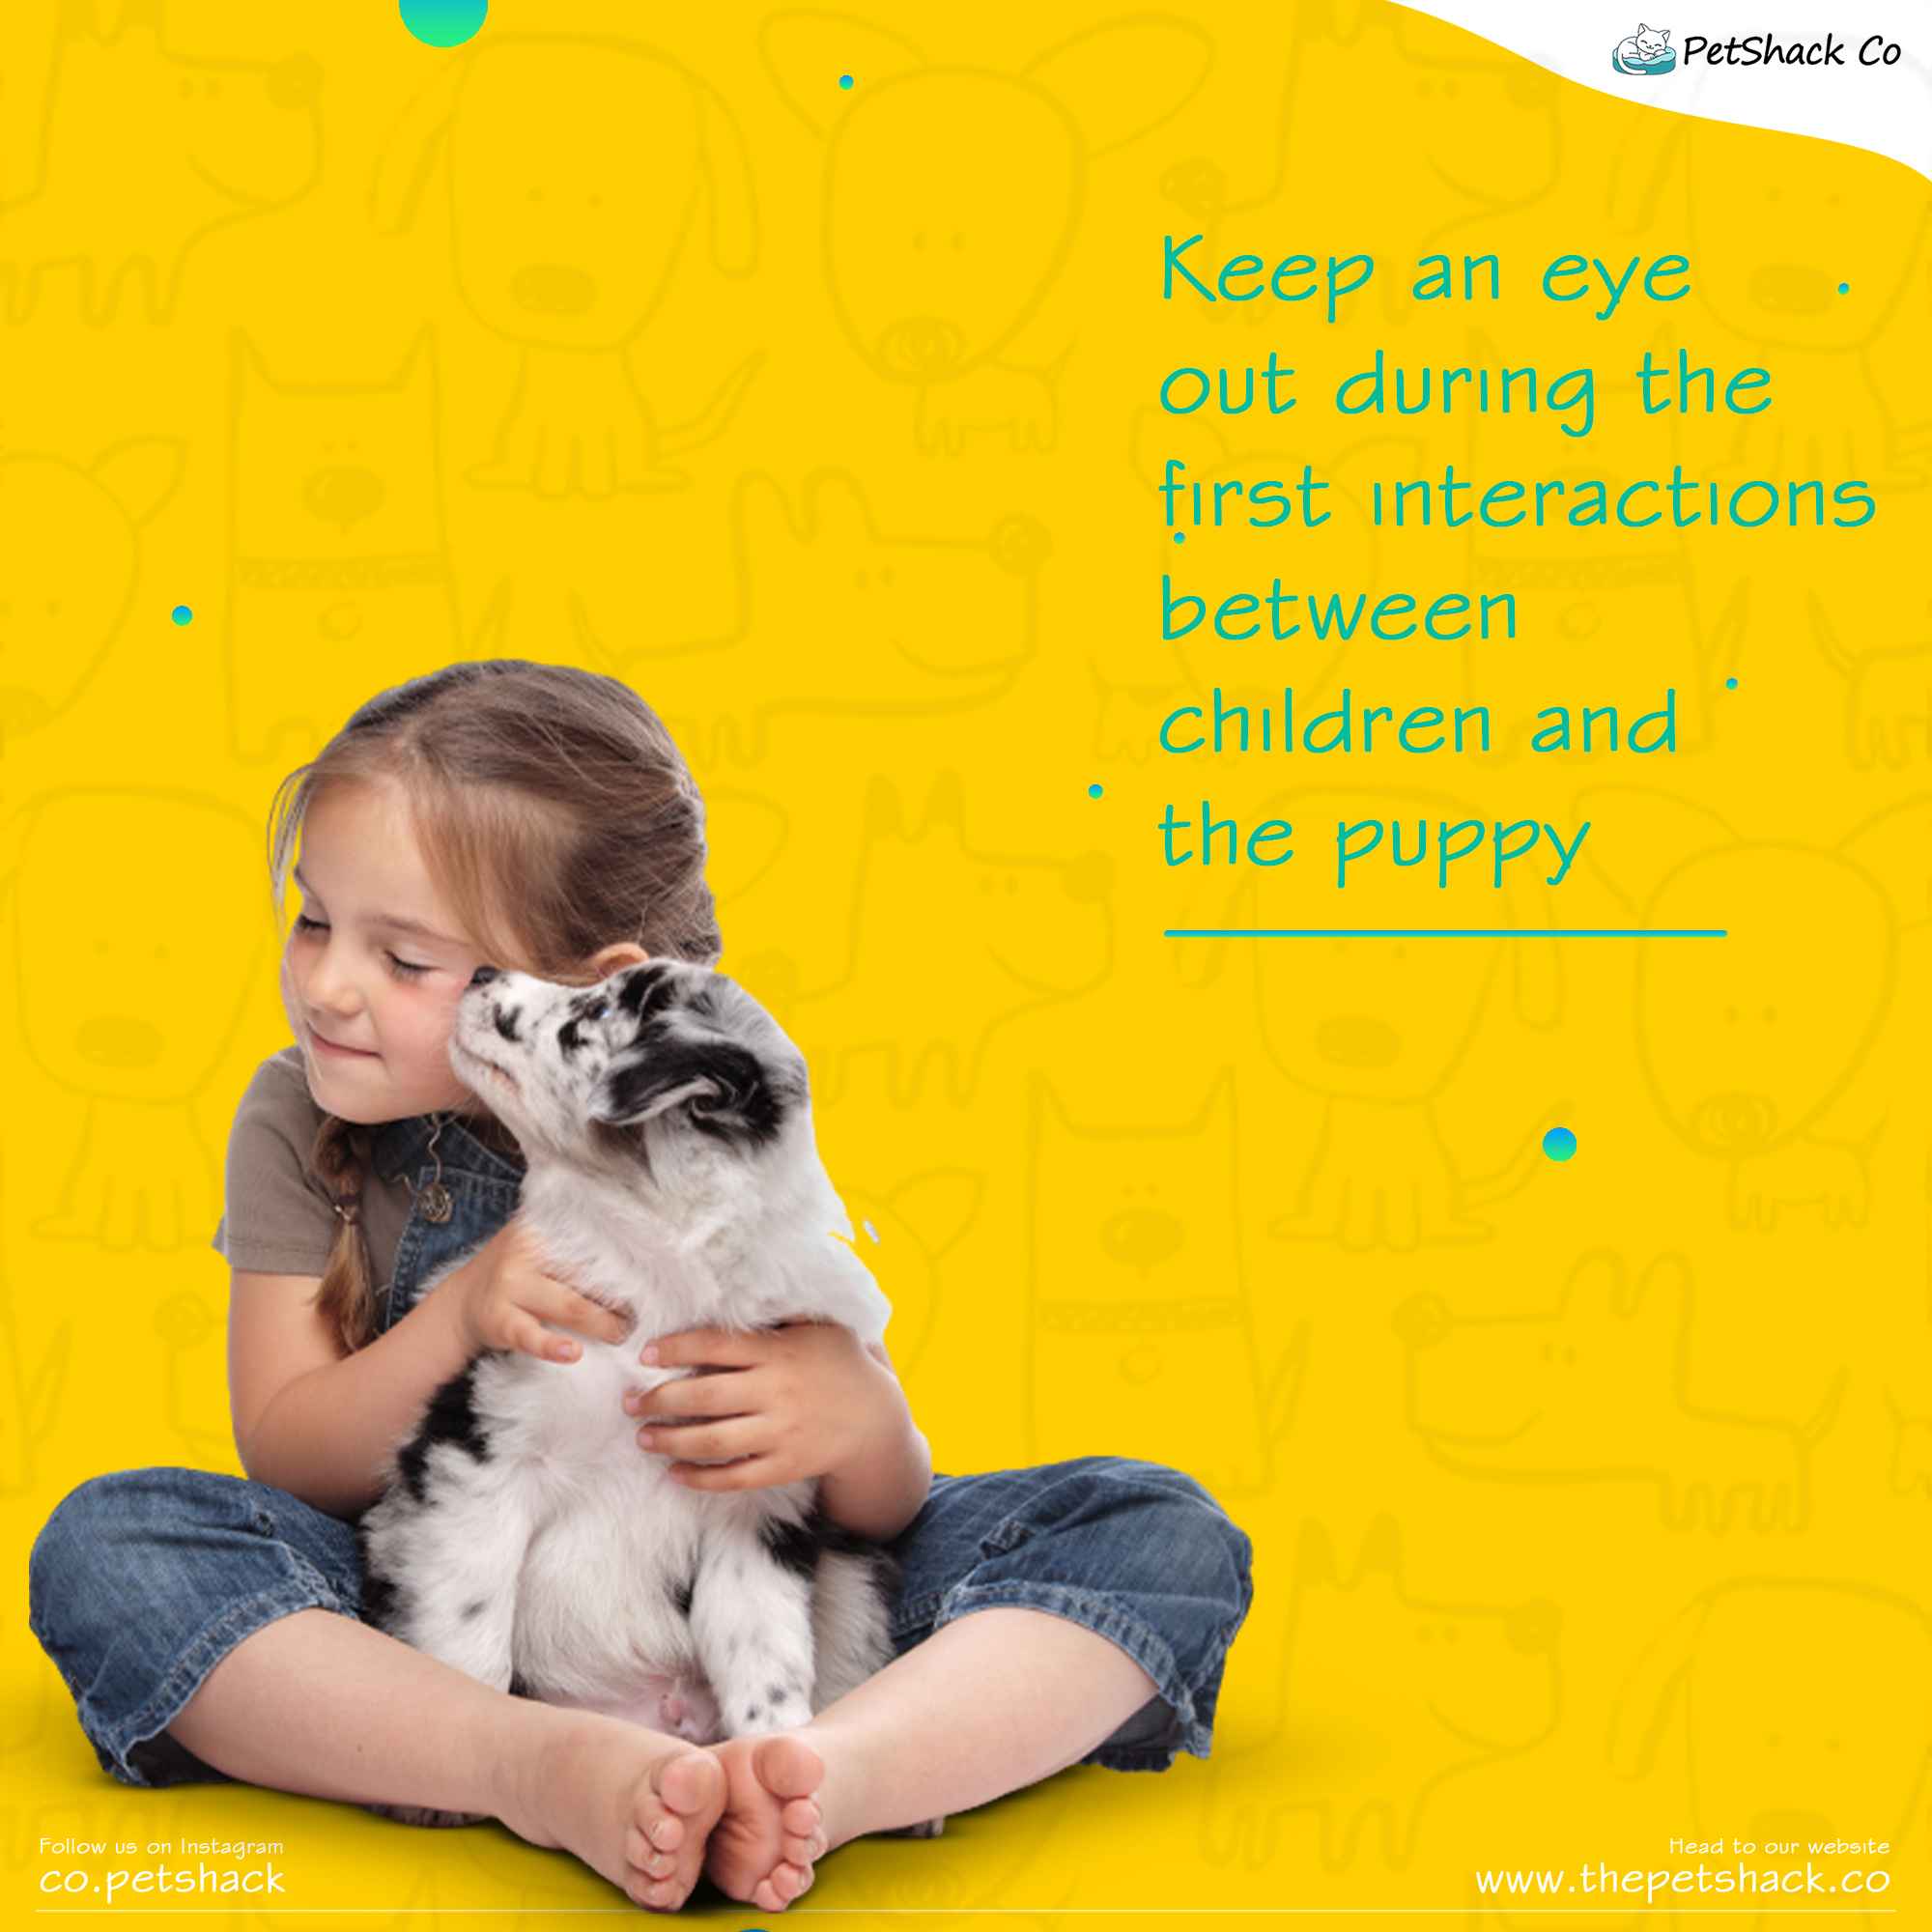 PetShack Co
Keep an eye
out during the
first interactions
between
children and
the puppy
Follow us on Instagram
co.petshack
Head to our website
www.thepetshack.co